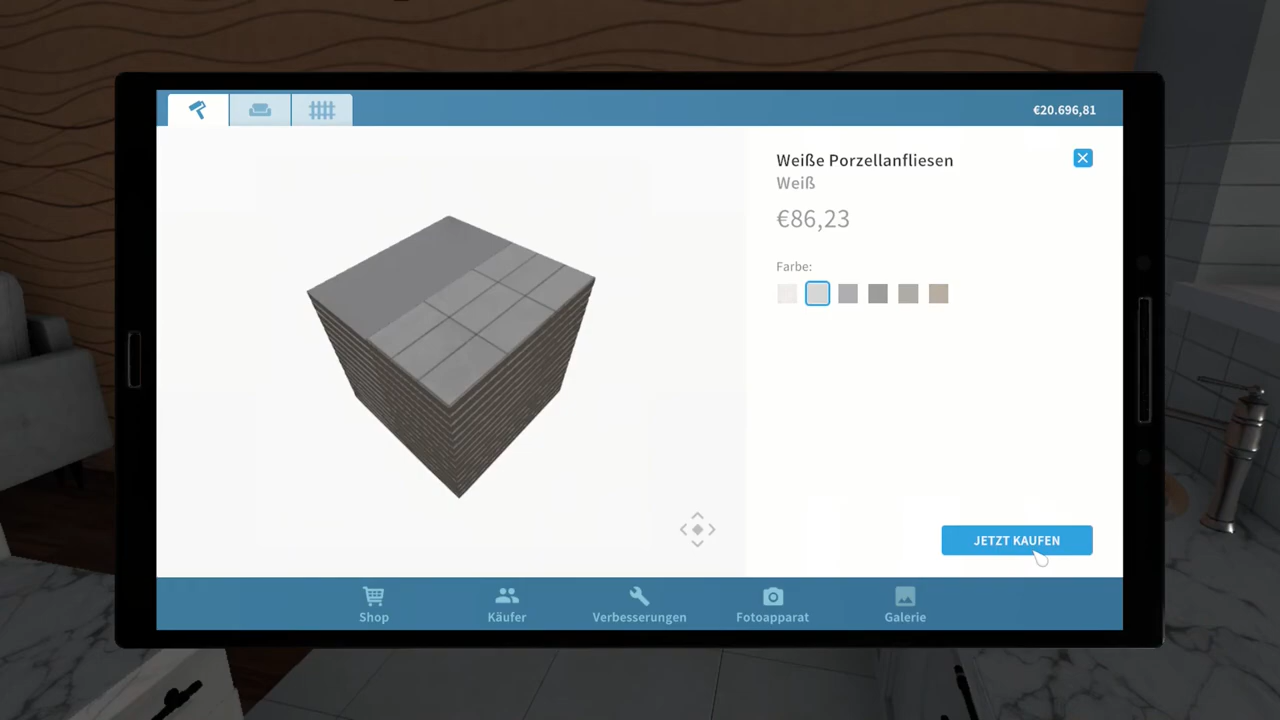 €20.696,81
Weiße Porzellanfliesen
Weiß
€86,23
Farbe:
JETZT KAUFEN
Shop
Käufer
Verbesserungen
Fotoapparat
Galerie